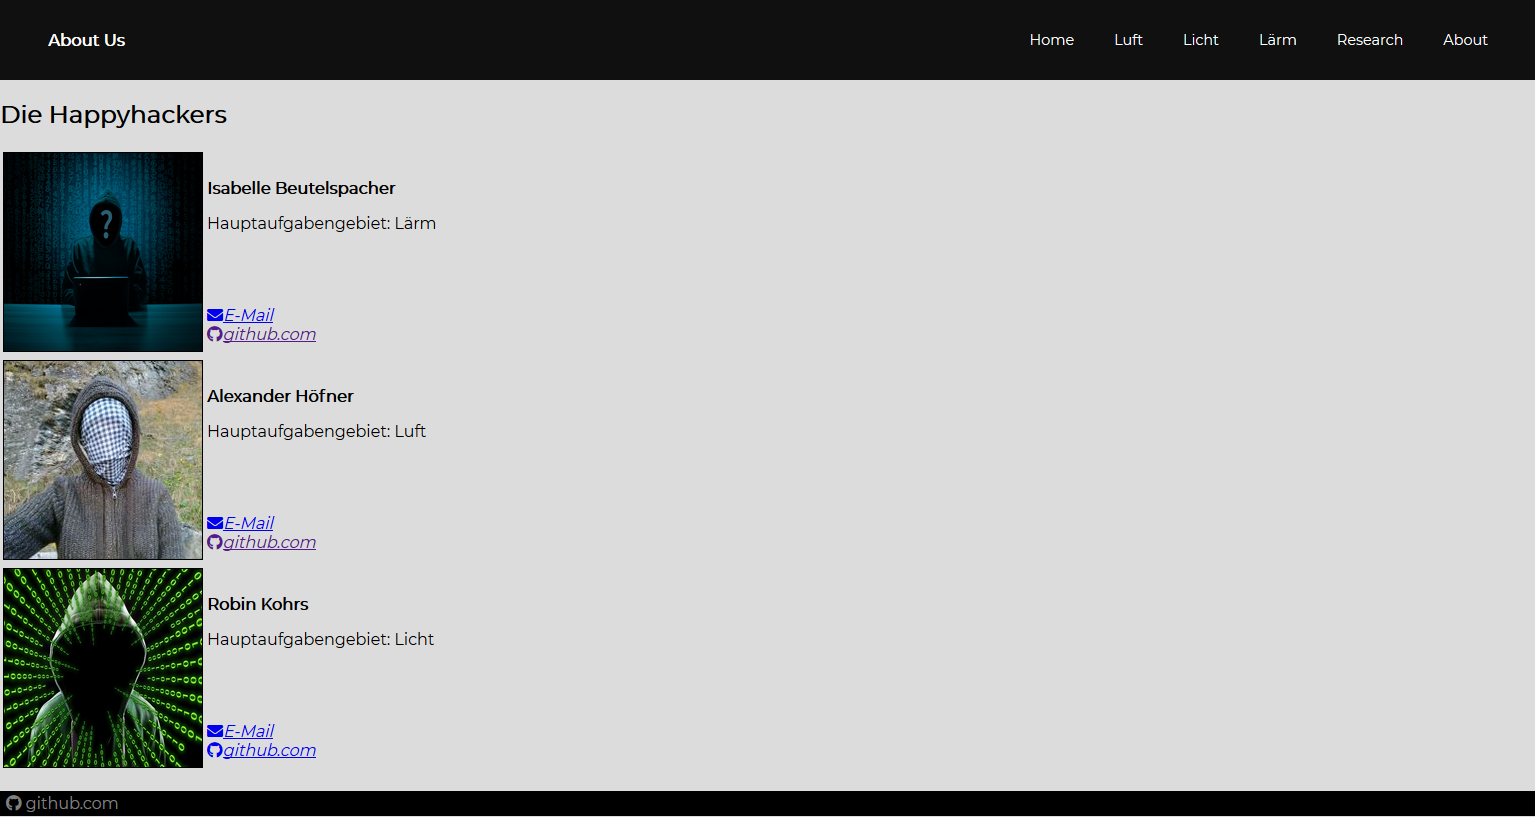 About Us
Home Luft Licht Lärm Research About
Die Happyhackers
?
Isabelle Beutelspacher
Hauptaufgabengebiet: Lärm
E-Mail
github.com
Alexander Höfner
Hauptaufgabengebiet: Luft
E-Mail
github.com
Robin Kohrs
Hauptaufgabengebiet: Licht
E-Mail
github.com
github.com